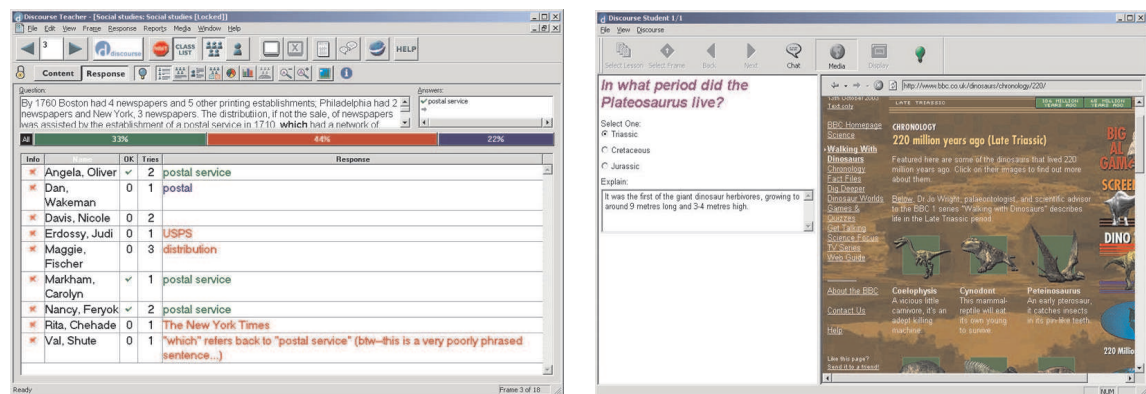 Discourse Teacher - [Social studies: Social studies [Locked]]
File Edit View Frame Response Reports Media Window Help
3
discourse
CLASS LIST
HELP
Content Response
Question: Answers:
By 1760 Boston had 4 newspapers and 5 other printing establishments; Philadelphia had 2
newspapers and New York, 3 newspapers. The distribution, if not the sale, of newspapers
was assisted by the establishment of a postal service in 1710, which had a network of
postal service
All 33% 44% 22%
Info Name OK Tries Response
Angela, Oliver 2 postal service
Dan, Wakeman 0 1 postal
Davis, Nicole 0 2
Erdossy, Judi 0 1 USPS
Maggie, Fischer 0 3 distribution
Markham, Carolyn 1 postal service
Nancy, Feryok 2 postal service
Rita, Chehade 0 1 The New York Times
Val, Shute 0 1 "which" refers back to "postal service" (btw--this is a very poorly phrased
sentence...)
Ready Frame 3 of 18
Discourse Student 1/1
File View Discourse
Select Lesson Select Frame Back Next Chat Media Display
In what period did the
Plateosaurus live?
Select One:
Triassic
Cretaceous
Jurassic
Explain:
It was the first of the giant dinosaur herbivores, growing to
around 9 metres long and 3-4 metres high.
http://www.bbc.co.uk/dinosaurs/chronology/220/
Text only
BBC Homepage
Science
Walking With
Dinosaurs
Chronology
Fact Files
Dig Deeper
Dinosaur Worlds
Games &
Quizzes
Get Talking
Science Focus
TV Series
Web Guide
About the BBC
Contact Us
Help
Like this page?
Send it to a friend!
LATE TRIASSIC
CHRONOLOGY
220 million years ago (Late Triassic)
Featured here are some of the dinosaurs that lived 220
million years ago. Click on their images to find out more
about them.
Below: Dr Jo Wright, palaeontologist, and scientific advisor
to the BBC 1 series "Walking with Dinosaurs" describes
life in the Late Triassic period.
Coelophysis
A vicious little
carnivore, it's an
adept killing
machine
Cynodont
This mammal-
reptile will eat
its own young
to survive
Peteinosaurus
An early pterosaur,
it catches insects
in its pin-like teeth.
BIG
AL
GAME
SCREEN
DINO
220 Millio
NUM